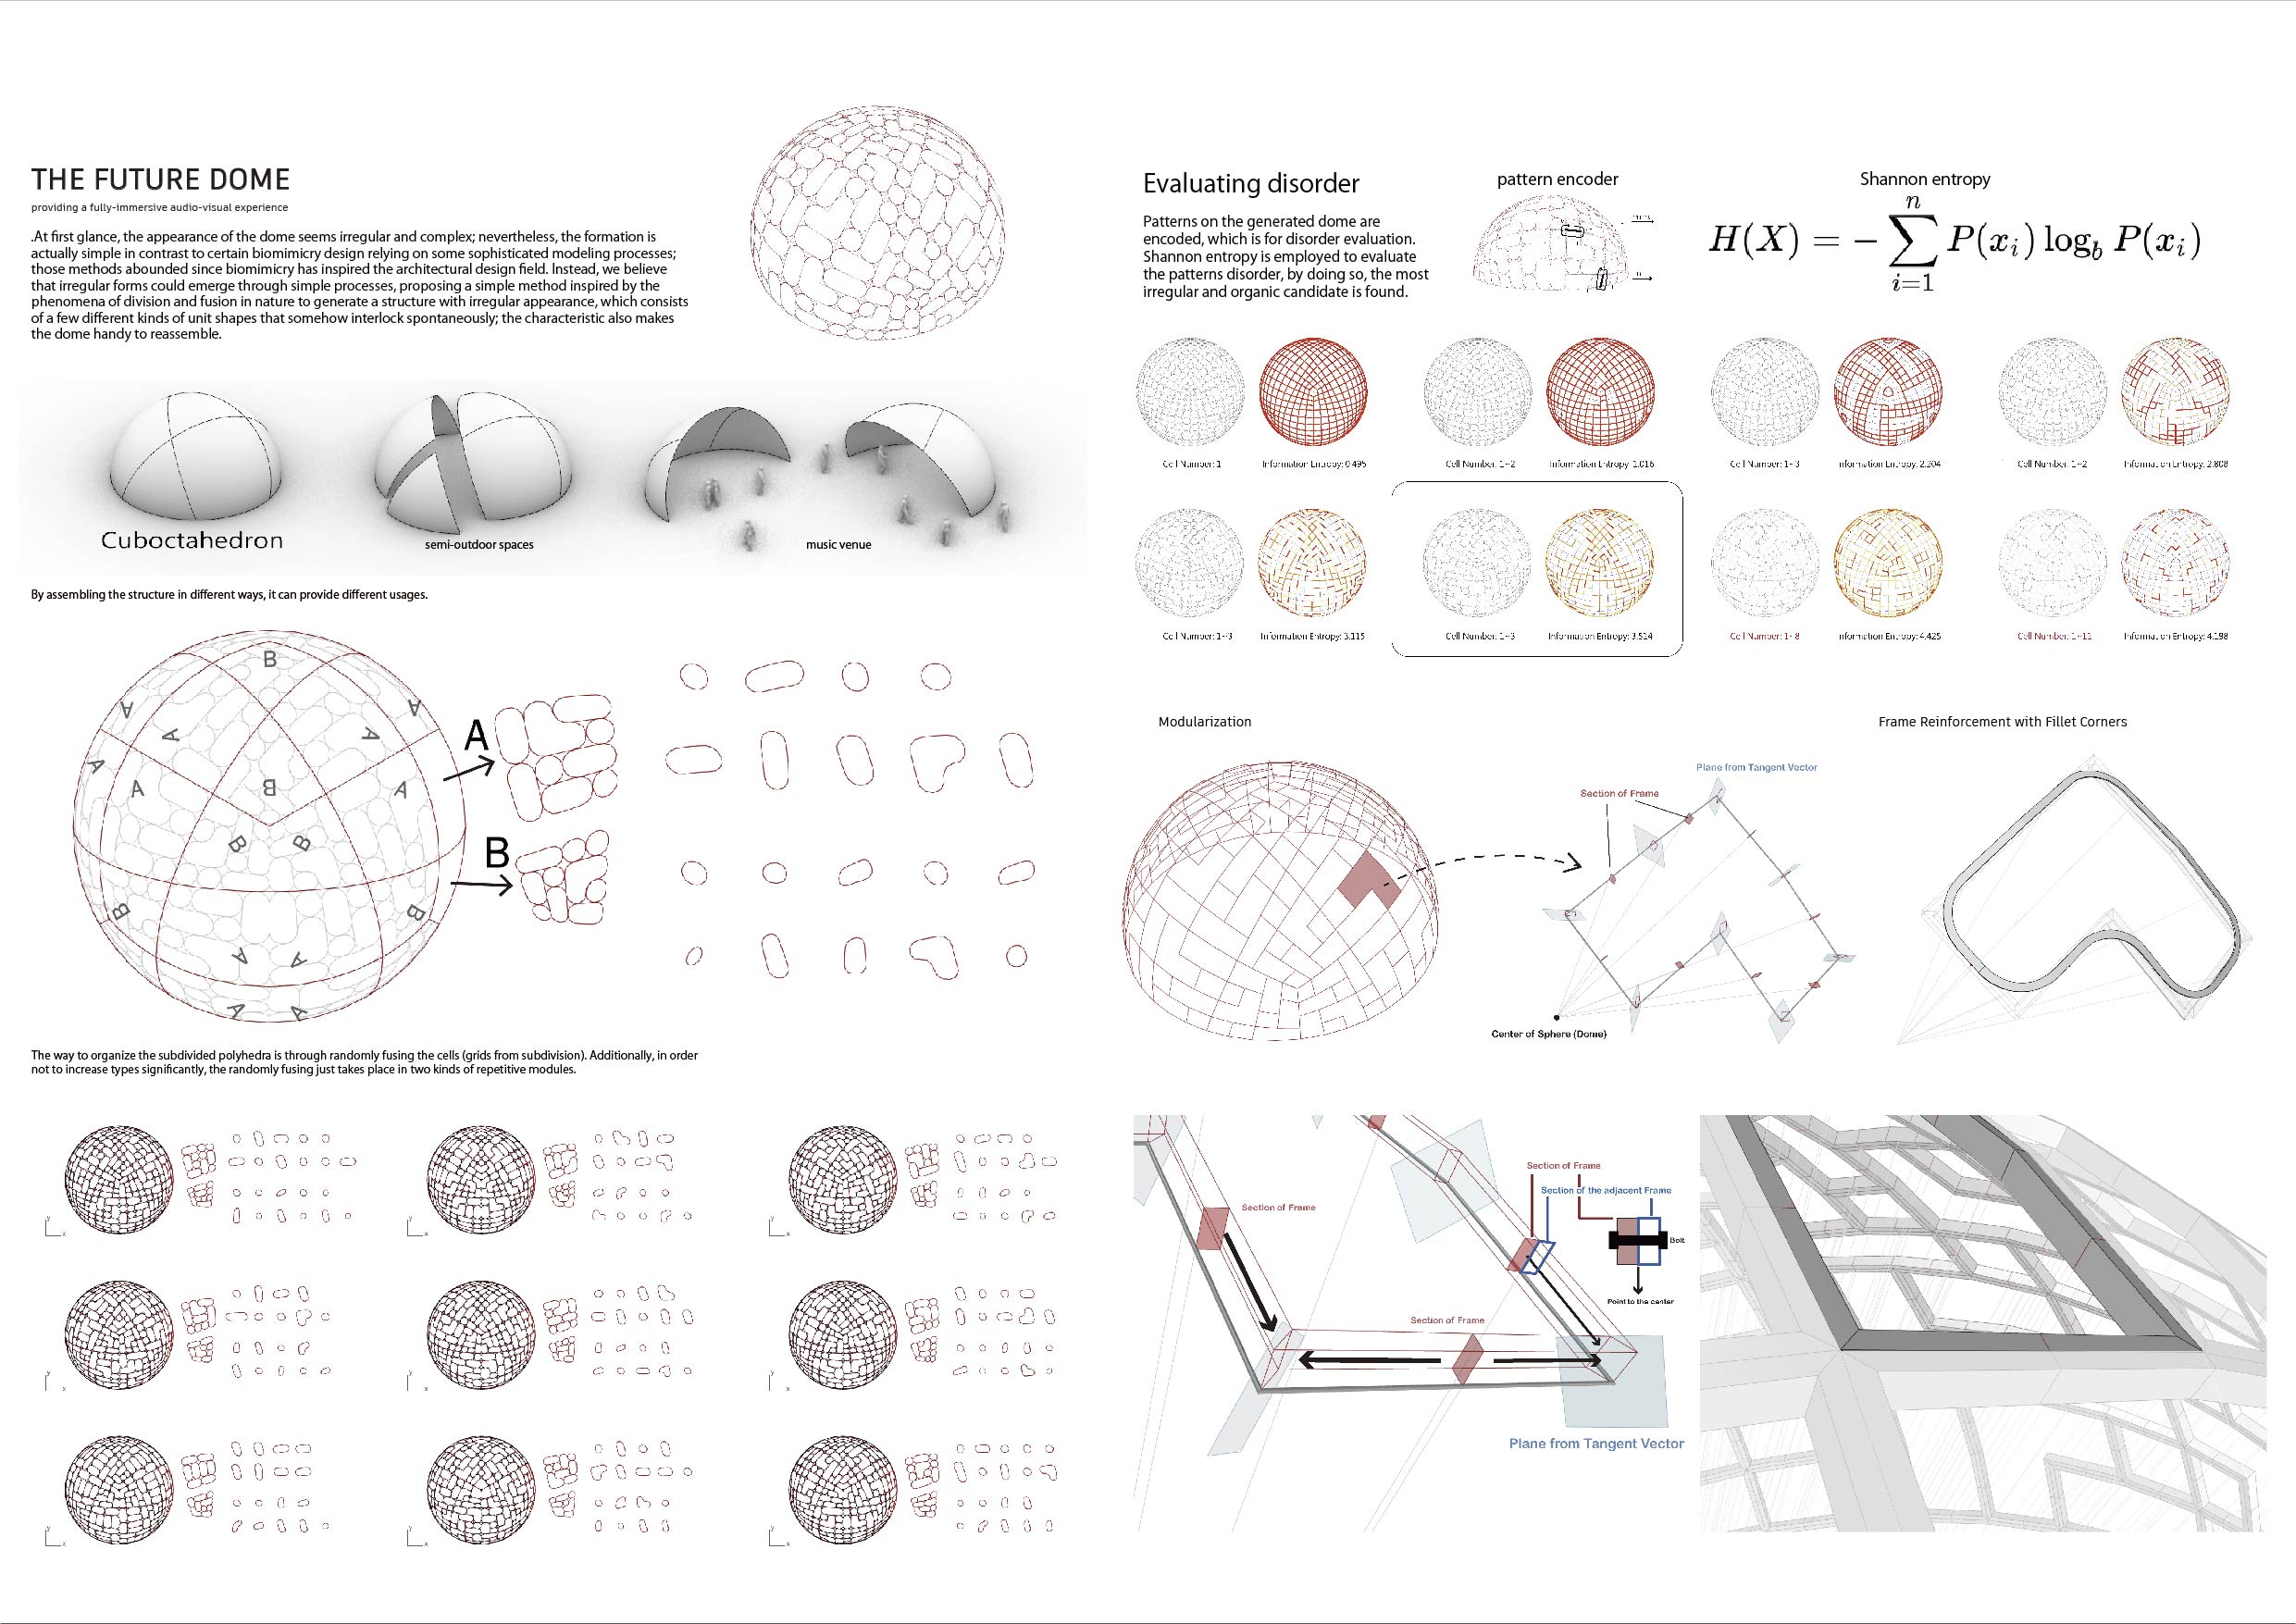 THE FUTURE DOME
providing a fully-immersive audio-visual experience
.At first glance, the appearance of the dome seems irregular and complex; nevertheless, the formation is
actually simple in contrast to certain biomimicry design relying on some sophisticated modeling processes;
those methods abounded since biomimicry has inspired the architectural design field. Instead, we believe
that irregular forms could emerge through simple processes, proposing a simple method inspired by the
phenomena of division and fusion in nature to generate a structure with irregular appearance, which consists
of a few different kinds of unit shapes that somehow interlock spontaneously; the characteristic also makes
the dome handy to reassemble.
Cuboctahedron
semi-outdoor spaces
music venue
By assembling the structure in different ways, it can provide different usages.
B
A
A
A
A
A
A
B
A
B
B
B
B
A
A
A
A
A
B
The way to organize the subdivided polyhedra is through randomly fusing the cells (grids from subdivision). Additionally, in order
not to increase types significantly, the randomly fusing just takes place in two kinds of repetitive modules.
y
x
y
x
y
x
y
x
y
x
y
x
y
x
y
x
y
x
Evaluating disorder
Patterns on the generated dome are
encoded, which is for disorder evaluation.
Shannon entropy is employed to evaluate
the patterns disorder, by doing so, the most
irregular and organic candidate is found.
pattern encoder
Shannon entropy
H(X) = − ∑ⁿᵢ₌₁ P(xᵢ) log_b P(xᵢ)
Cell Number: 1
Information Entropy: 0.495
Cell Number: 1~2
Information Entropy: 1.016
Cell Number: 1~3
nformation Entropy: 2.204
Cell Number: 1~2
Information Entropy: 2.808
Cell Number: 1~3
Information Entropy: 3.115
Cell Number: 1~3
Information Entropy: 3.514
Cell Number: 1~8
nformation Entropy: 4.425
Cell Number: 1~11
Information Entropy: 4.198
Modularization
Frame Reinforcement with Fillet Corners
Plane from Tangent Vector
Section of Frame
Center of Sphere (Dome)
Section of Frame
Section of Frame
Section of the adjacent Frame
Bolt
Point to the center
Section of Frame
Plane from Tangent Vector